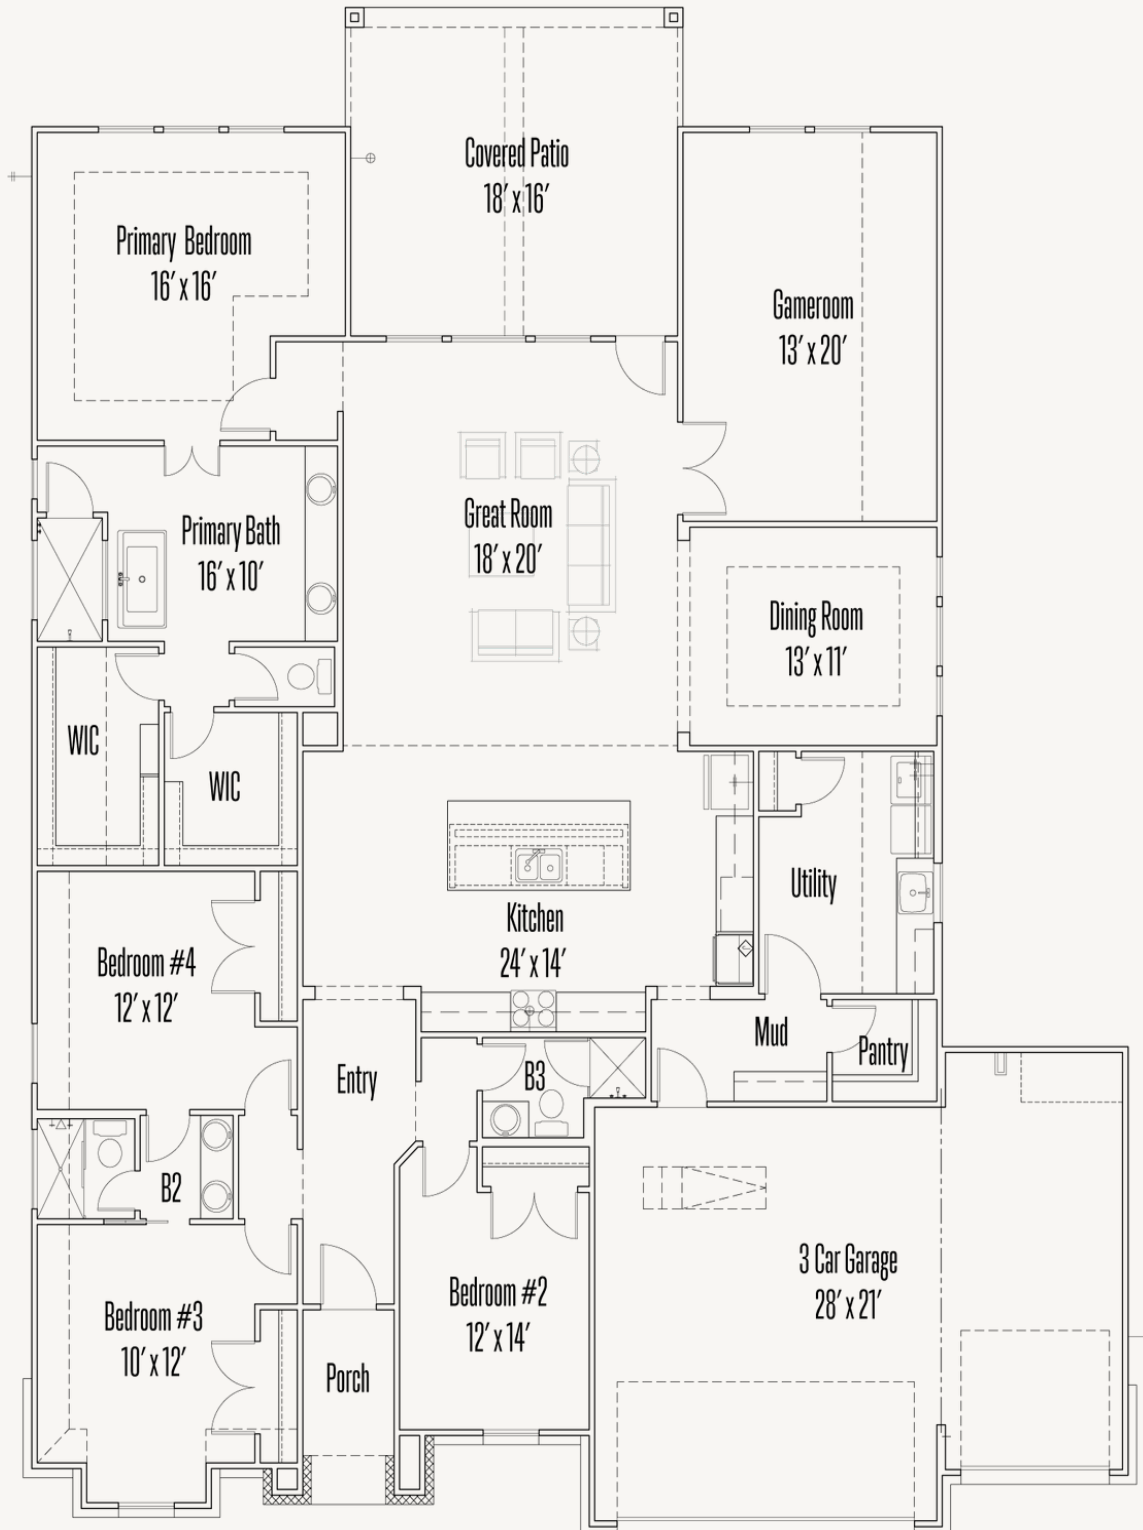 Covered Patio
18' x 16'
Primary Bedroom
16' x 16'
Gameroom
13' x 20'
Primary Bath
16' x 10'
Great Room
18' x 20'
Dining Room
13' x 11'
WIC
WIC
Utility
Kitchen
24' x 14'
Bedroom #4
12' x 12'
Mud
Pantry
Entry
B3
B2
3 Car Garage
28' x 21'
Bedroom #2
12' x 14'
Bedroom #3
10' x 12'
Porch